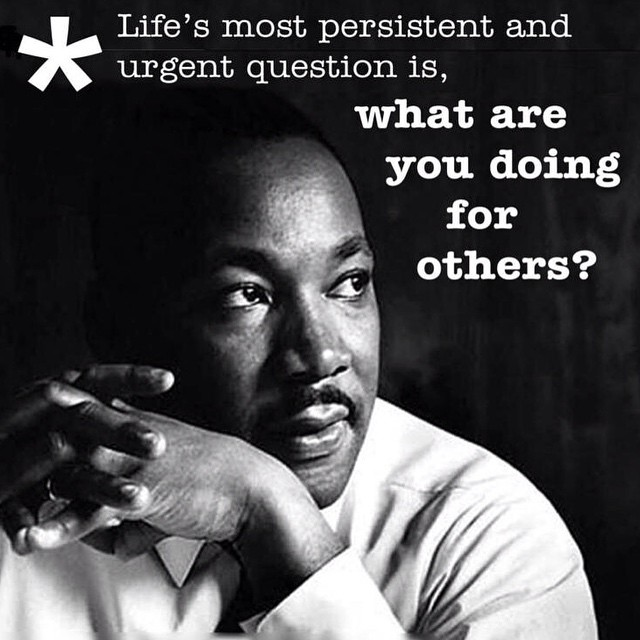 Life's most persistent and
urgent question is,
what are
you doing
for
others?